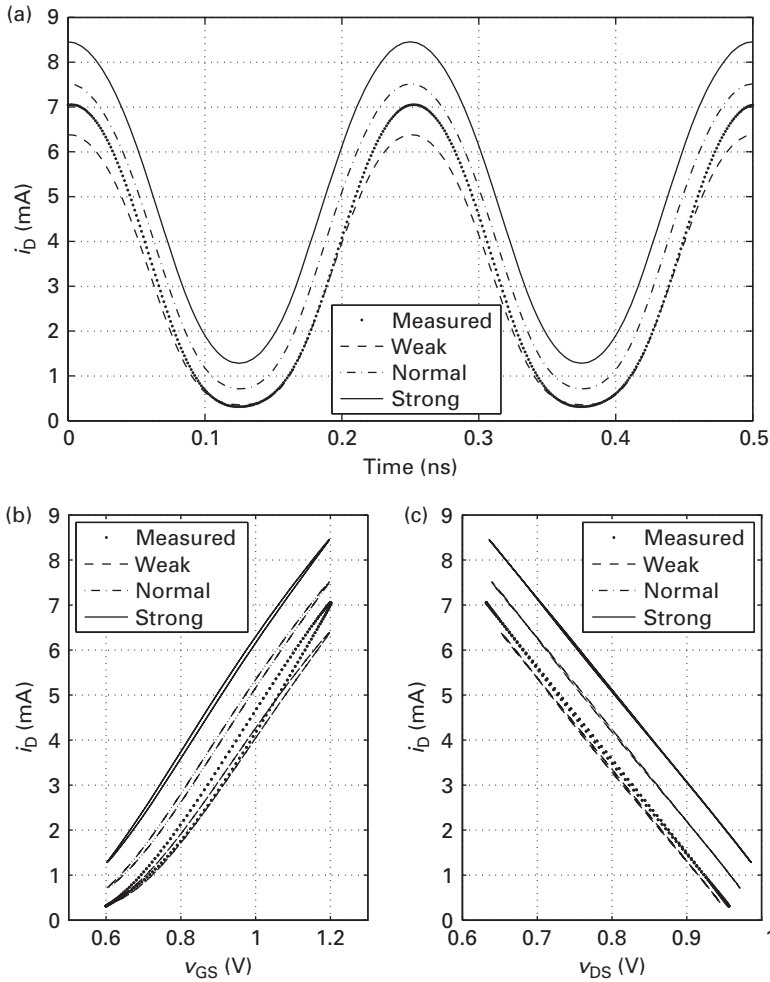 (a)
9
8
7
6
5
4
3
2
1
0
i_D (mA)
0 0.1 0.2 0.3 0.4 0.5
Time (ns)
Measured
Weak
Normal
Strong
(b)
9
8
7
6
5
4
3
2
1
0
i_D (mA)
0.6 0.8 1 1.2
v_GS (V)
Measured
Weak
Normal
Strong
(c)
9
8
7
6
5
4
3
2
1
0
i_D (mA)
0.6 0.7 0.8 0.9 1
v_DS (V)
Measured
Weak
Normal
Strong